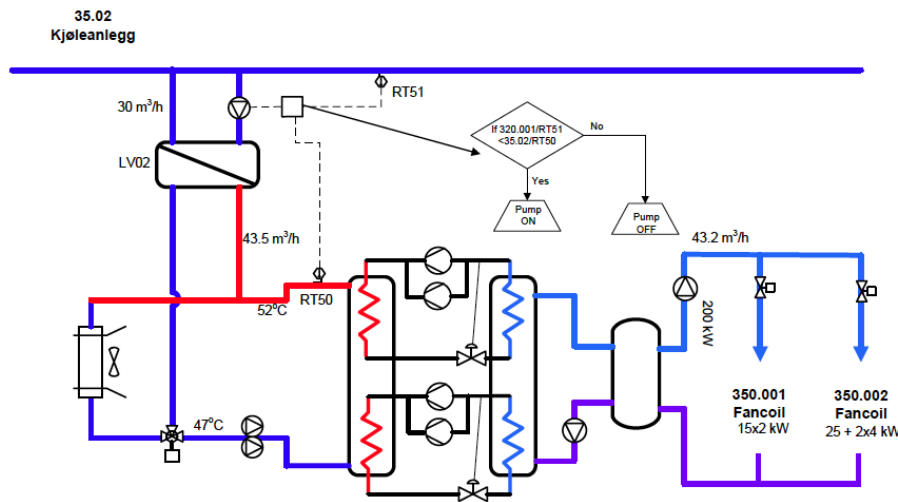 35.02
Kjøleanlegg
RT51
30 m³/h
LV02
If 320.001/RT51
<35.02/RT50
No
Yes
Pump
ON
Pump
OFF
43.5 m³/h
43.2 m³/h
RT50
52°C
200 kW
47°C
350.001
Fancoil
15x2 kW
350.002
Fancoil
25 + 2x4 kW